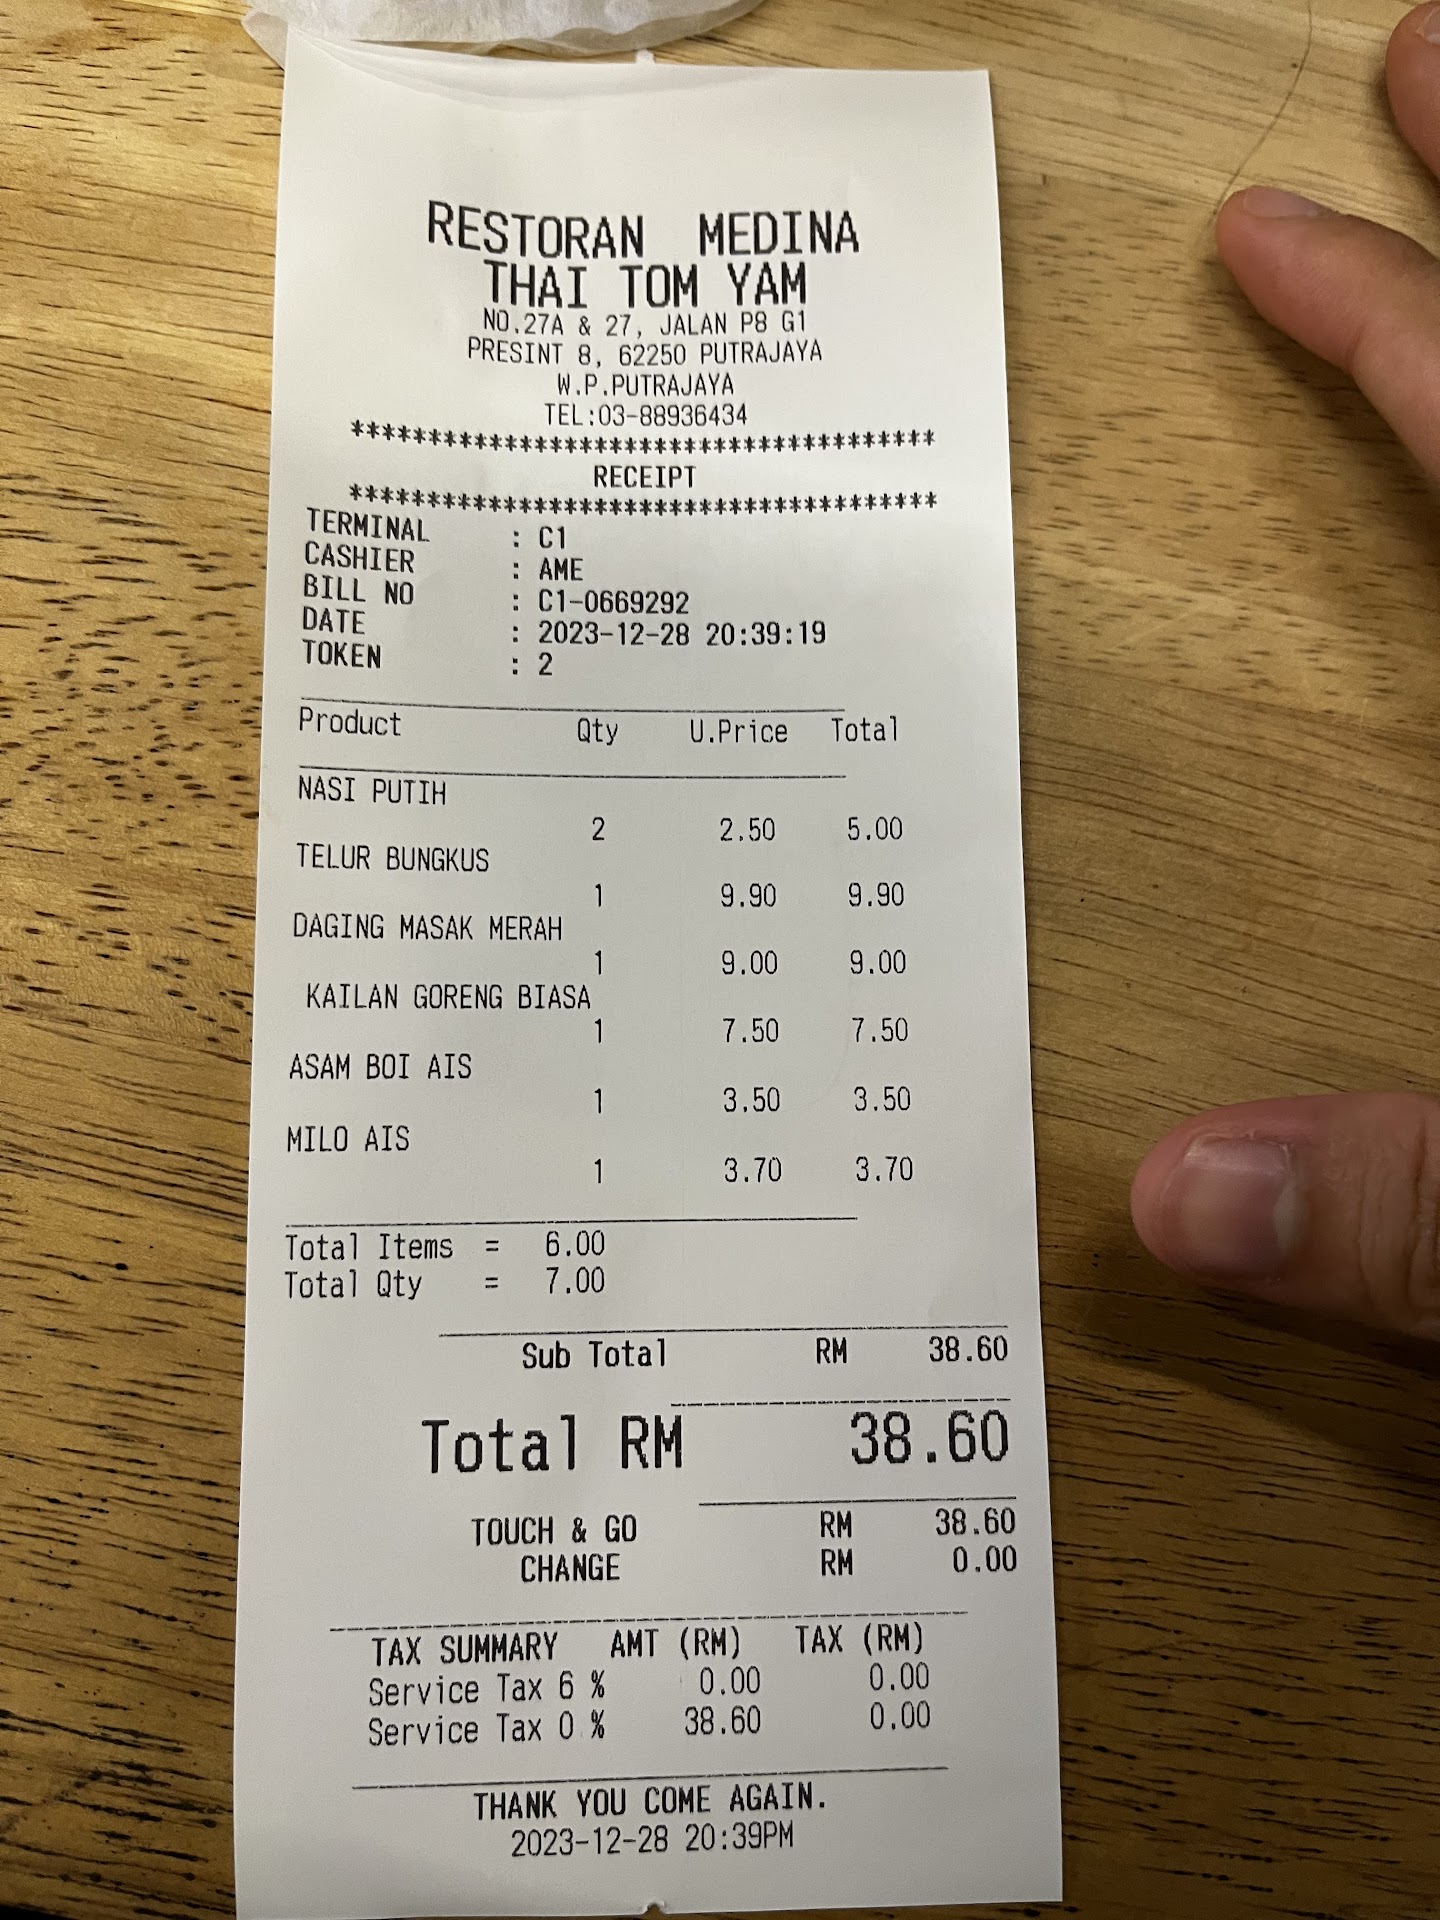 RESTORAN MEDINA
THAI TOM YAM
NO.27A & 27, JALAN P8 G1
PRESINT 8, 62250 PUTRAJAYA
W.P.PUTRAJAYA
TEL:03-88936434
***************************************
RECEIPT
***************************************
TERMINAL : C1
CASHIER : AME
BILL NO : C1-0669292
DATE : 2023-12-28 20:39:19
TOKEN : 2
Product Qty U.Price Total
NASI PUTIH
2 2.50 5.00
TELUR BUNGKUS
1 9.90 9.90
DAGING MASAK MERAH
1 9.00 9.00
KAILAN GORENG BIASA
1 7.50 7.50
ASAM BOI AIS
1 3.50 3.50
MILO AIS
1 3.70 3.70
Total Items = 6.00
Total Qty = 7.00
Sub Total RM 38.60
Total RM 38.60
TOUCH & GO RM 38.60
CHANGE RM 0.00
TAX SUMMARY AMT (RM) TAX (RM)
Service Tax 6 % 0.00 0.00
Service Tax 0 % 38.60 0.00
THANK YOU COME AGAIN.
2023-12-28 20:39PM